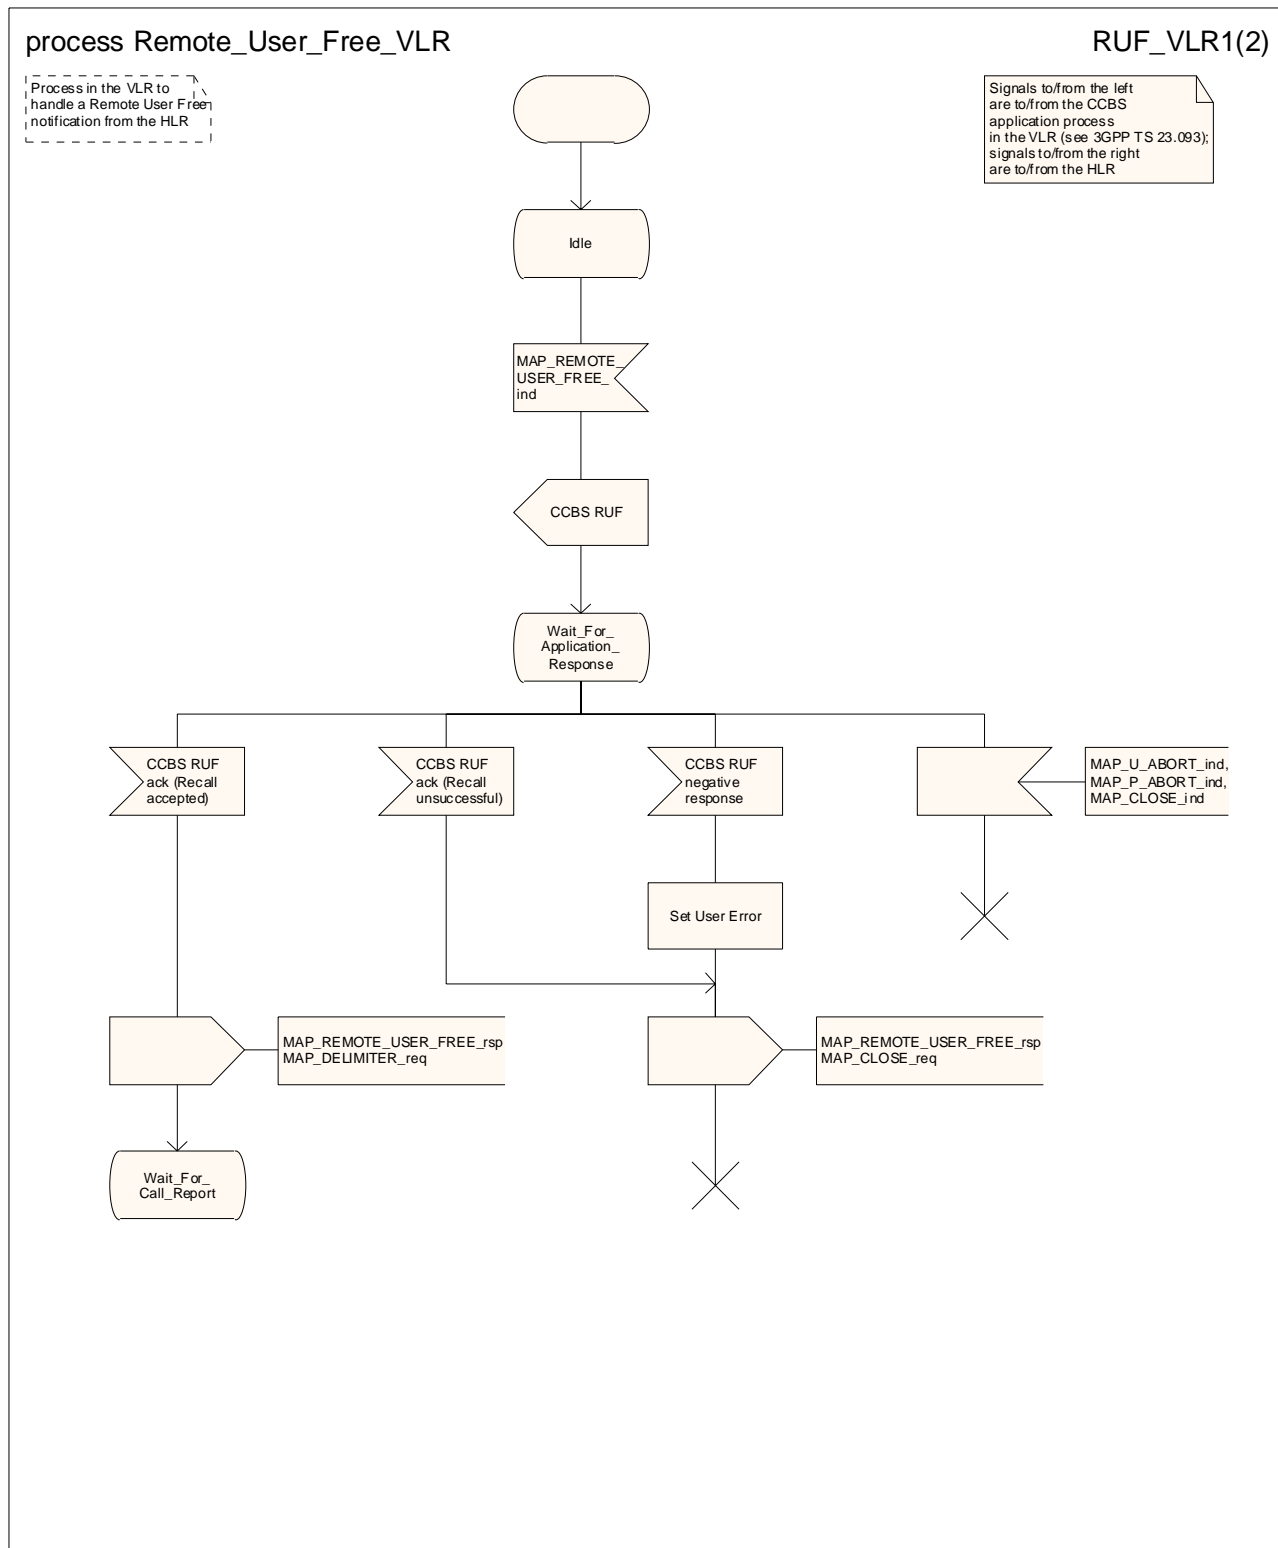 process Remote_User_Free_VLR
RUF_VLR1(2)
Process in the VLR to
handle a Remote User Free
notification from the HLR
Signals to/from the left
are to/from the CCBS
application process
in the VLR (see 3GPP TS 23.093);
signals to/from the right
are to/from the HLR
Idle
MAP_REMOTE_
USER_FREE_
ind
CCBS RUF
Wait_For_
Application_
Response
CCBS RUF
ack (Recall
accepted)
CCBS RUF
ack (Recall
unsuccessful)
CCBS RUF
negative
response
MAP_U_ABORT_ind,
MAP_P_ABORT_ind,
MAP_CLOSE_ind
Set User Error
MAP_REMOTE_USER_FREE_rsp
MAP_DELIMITER_req
MAP_REMOTE_USER_FREE_rsp
MAP_CLOSE_req
Wait_For_
Call_Report